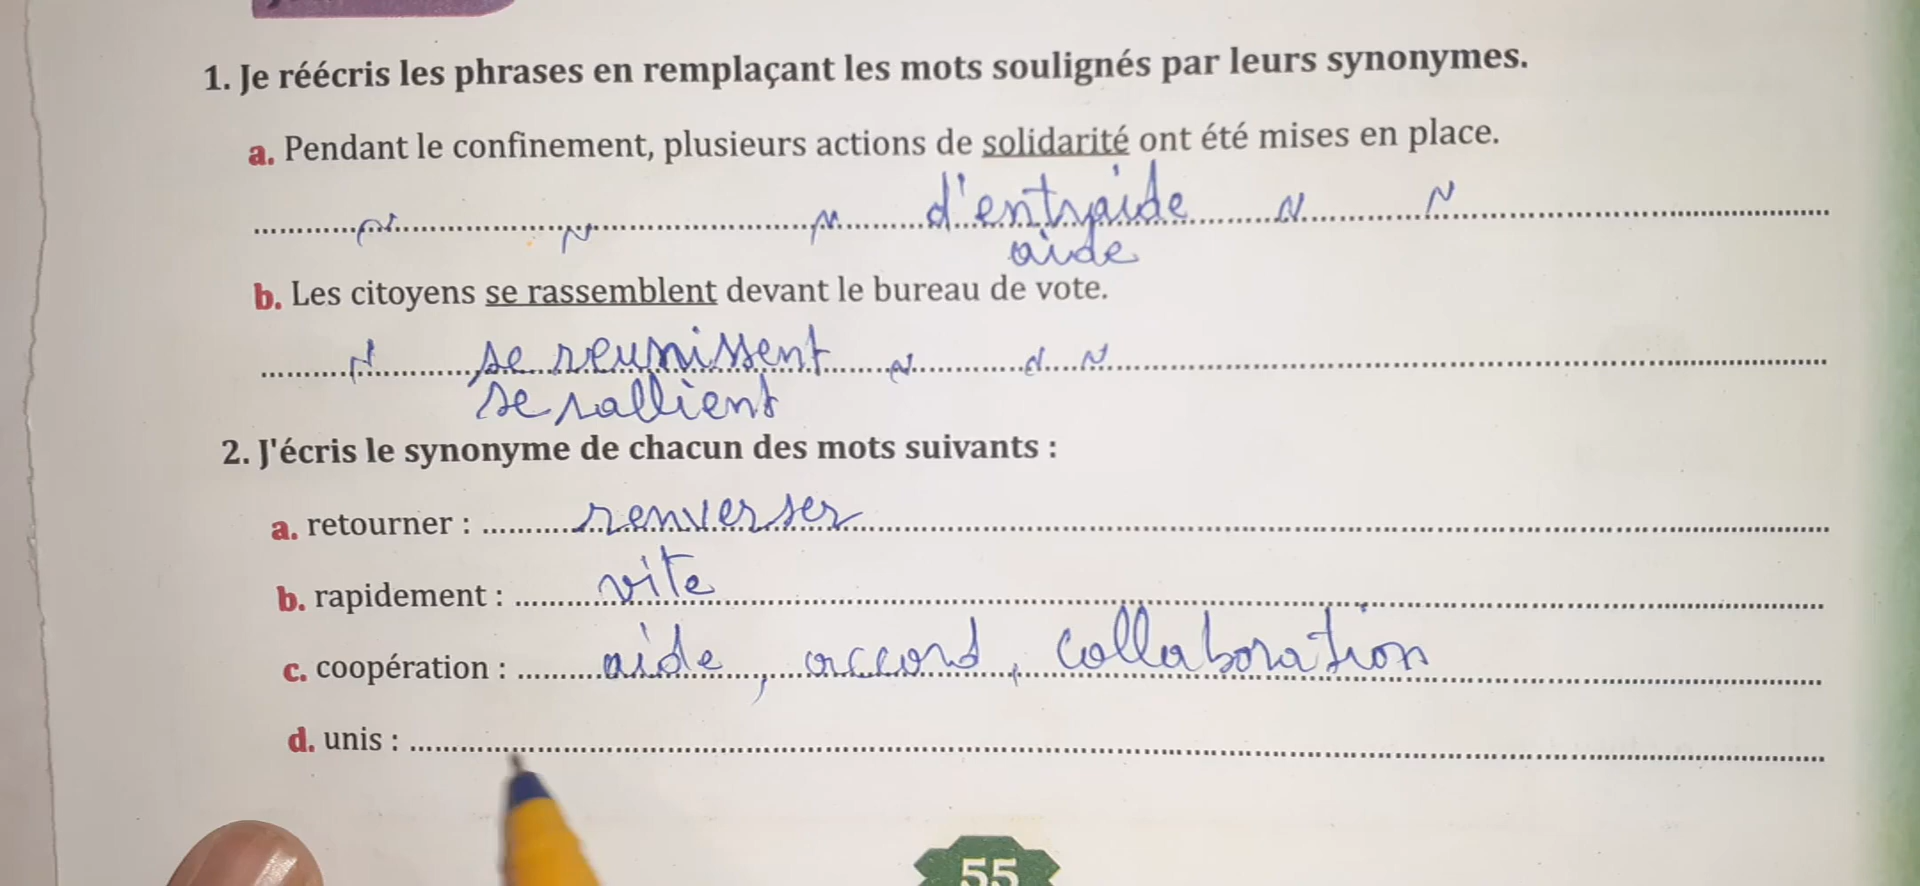 1. Je réécris les phrases en remplaçant les mots soulignés par leurs synonymes.
a. Pendant le confinement, plusieurs actions de solidarité ont été mises en place.
d'entraide
aide
b. Les citoyens se rassemblent devant le bureau de vote.
se reunissent
se rallient
2. J'écris le synonyme de chacun des mots suivants :
a. retourner : renverser
b. rapidement : vite
c. coopération : aide, accord, collaboration
d. unis :
55